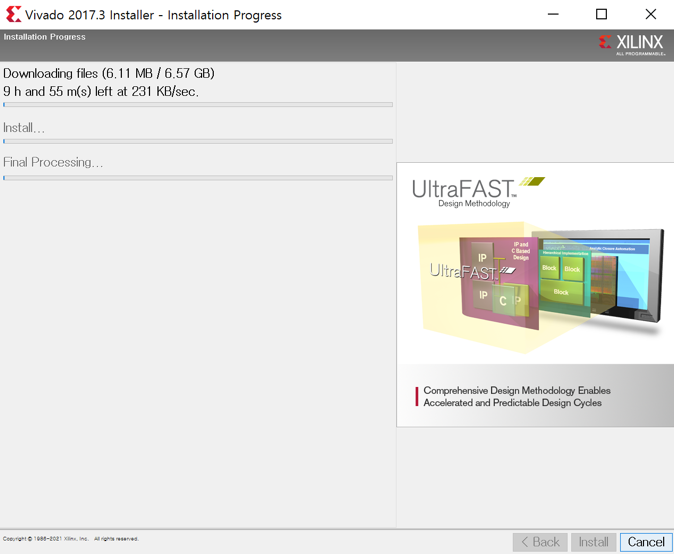 Vivado 2017.3 Installer - Installation Progress
Installation Progress
XILINX
ALL PROGRAMMABLE™
Downloading files (6.11 MB / 6.57 GB)
9 h and 55 m(s) left at 231 KB/sec.
Install...
Final Processing...
UltraFAST™
Design Methodology
IP and
C Based
Design
IP
UltraFAST
IP
C
IP
Block
Block
Block
Comprehensive Design Methodology Enables
Accelerated and Predictable Design Cycles
Copyright © 1986-2021 Xilinx, Inc. All rights reserved.
< Back
Install
Cancel